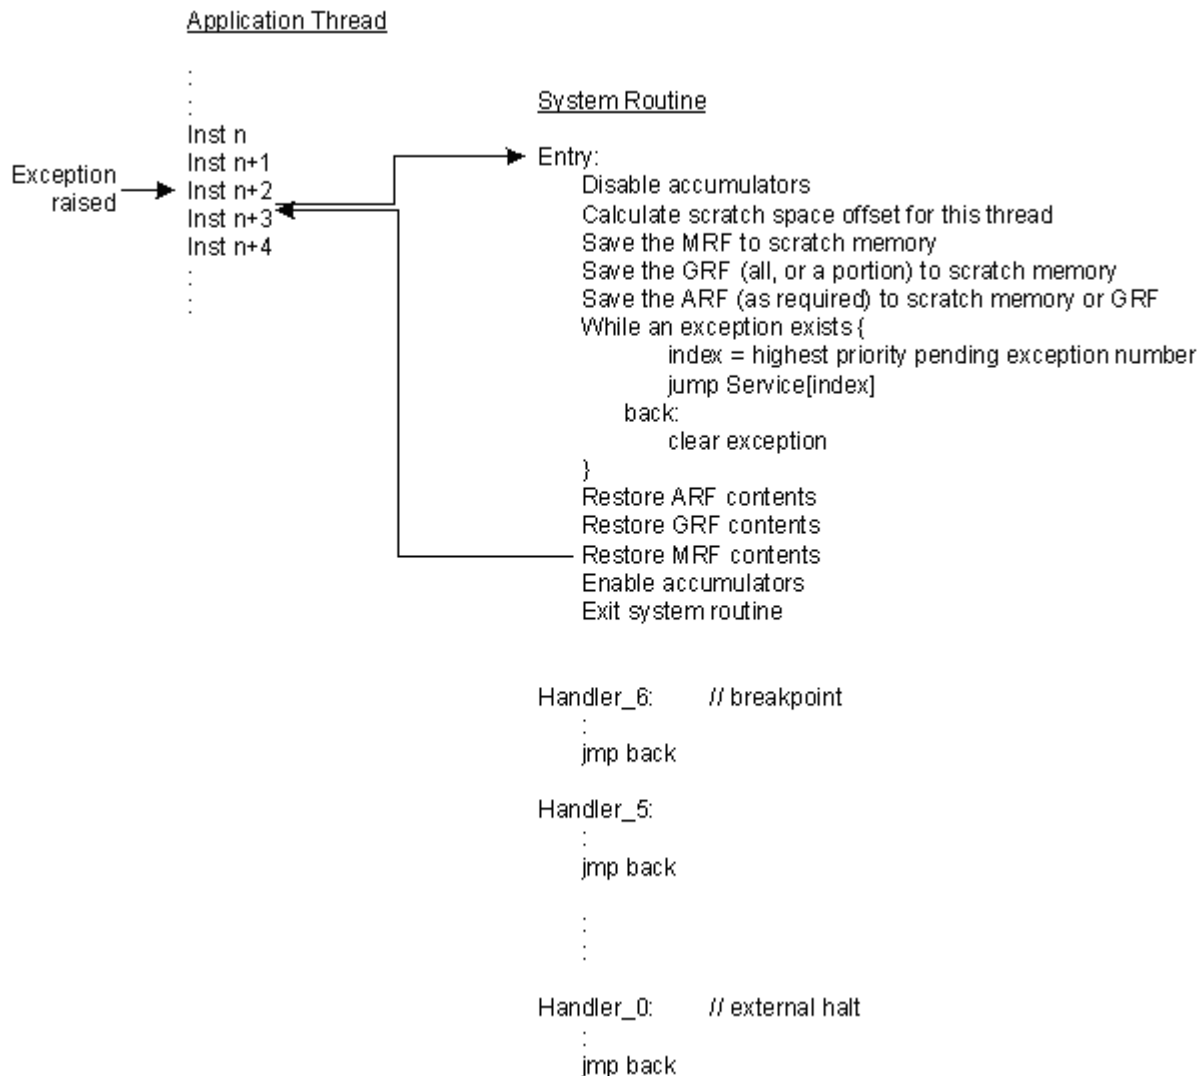 Application Thread
:
:
Inst n
Inst n+1
Inst n+2
Inst n+3
Inst n+4
:
:
Exception
raised
System Routine
Entry:
Disable accumulators
Calculate scratch space offset for this thread
Save the MRF to scratch memory
Save the GRF (all, or a portion) to scratch memory
Save the ARF (as required) to scratch memory or GRF
While an exception exists {
index = highest priority pending exception number
jump Service[index]
back:
clear exception
}
Restore ARF contents
Restore GRF contents
Restore MRF contents
Enable accumulators
Exit system routine
Handler_6: // breakpoint
:
jmp back
Handler_5:
:
jmp back
:
:
Handler_0: // external halt
:
jmp back